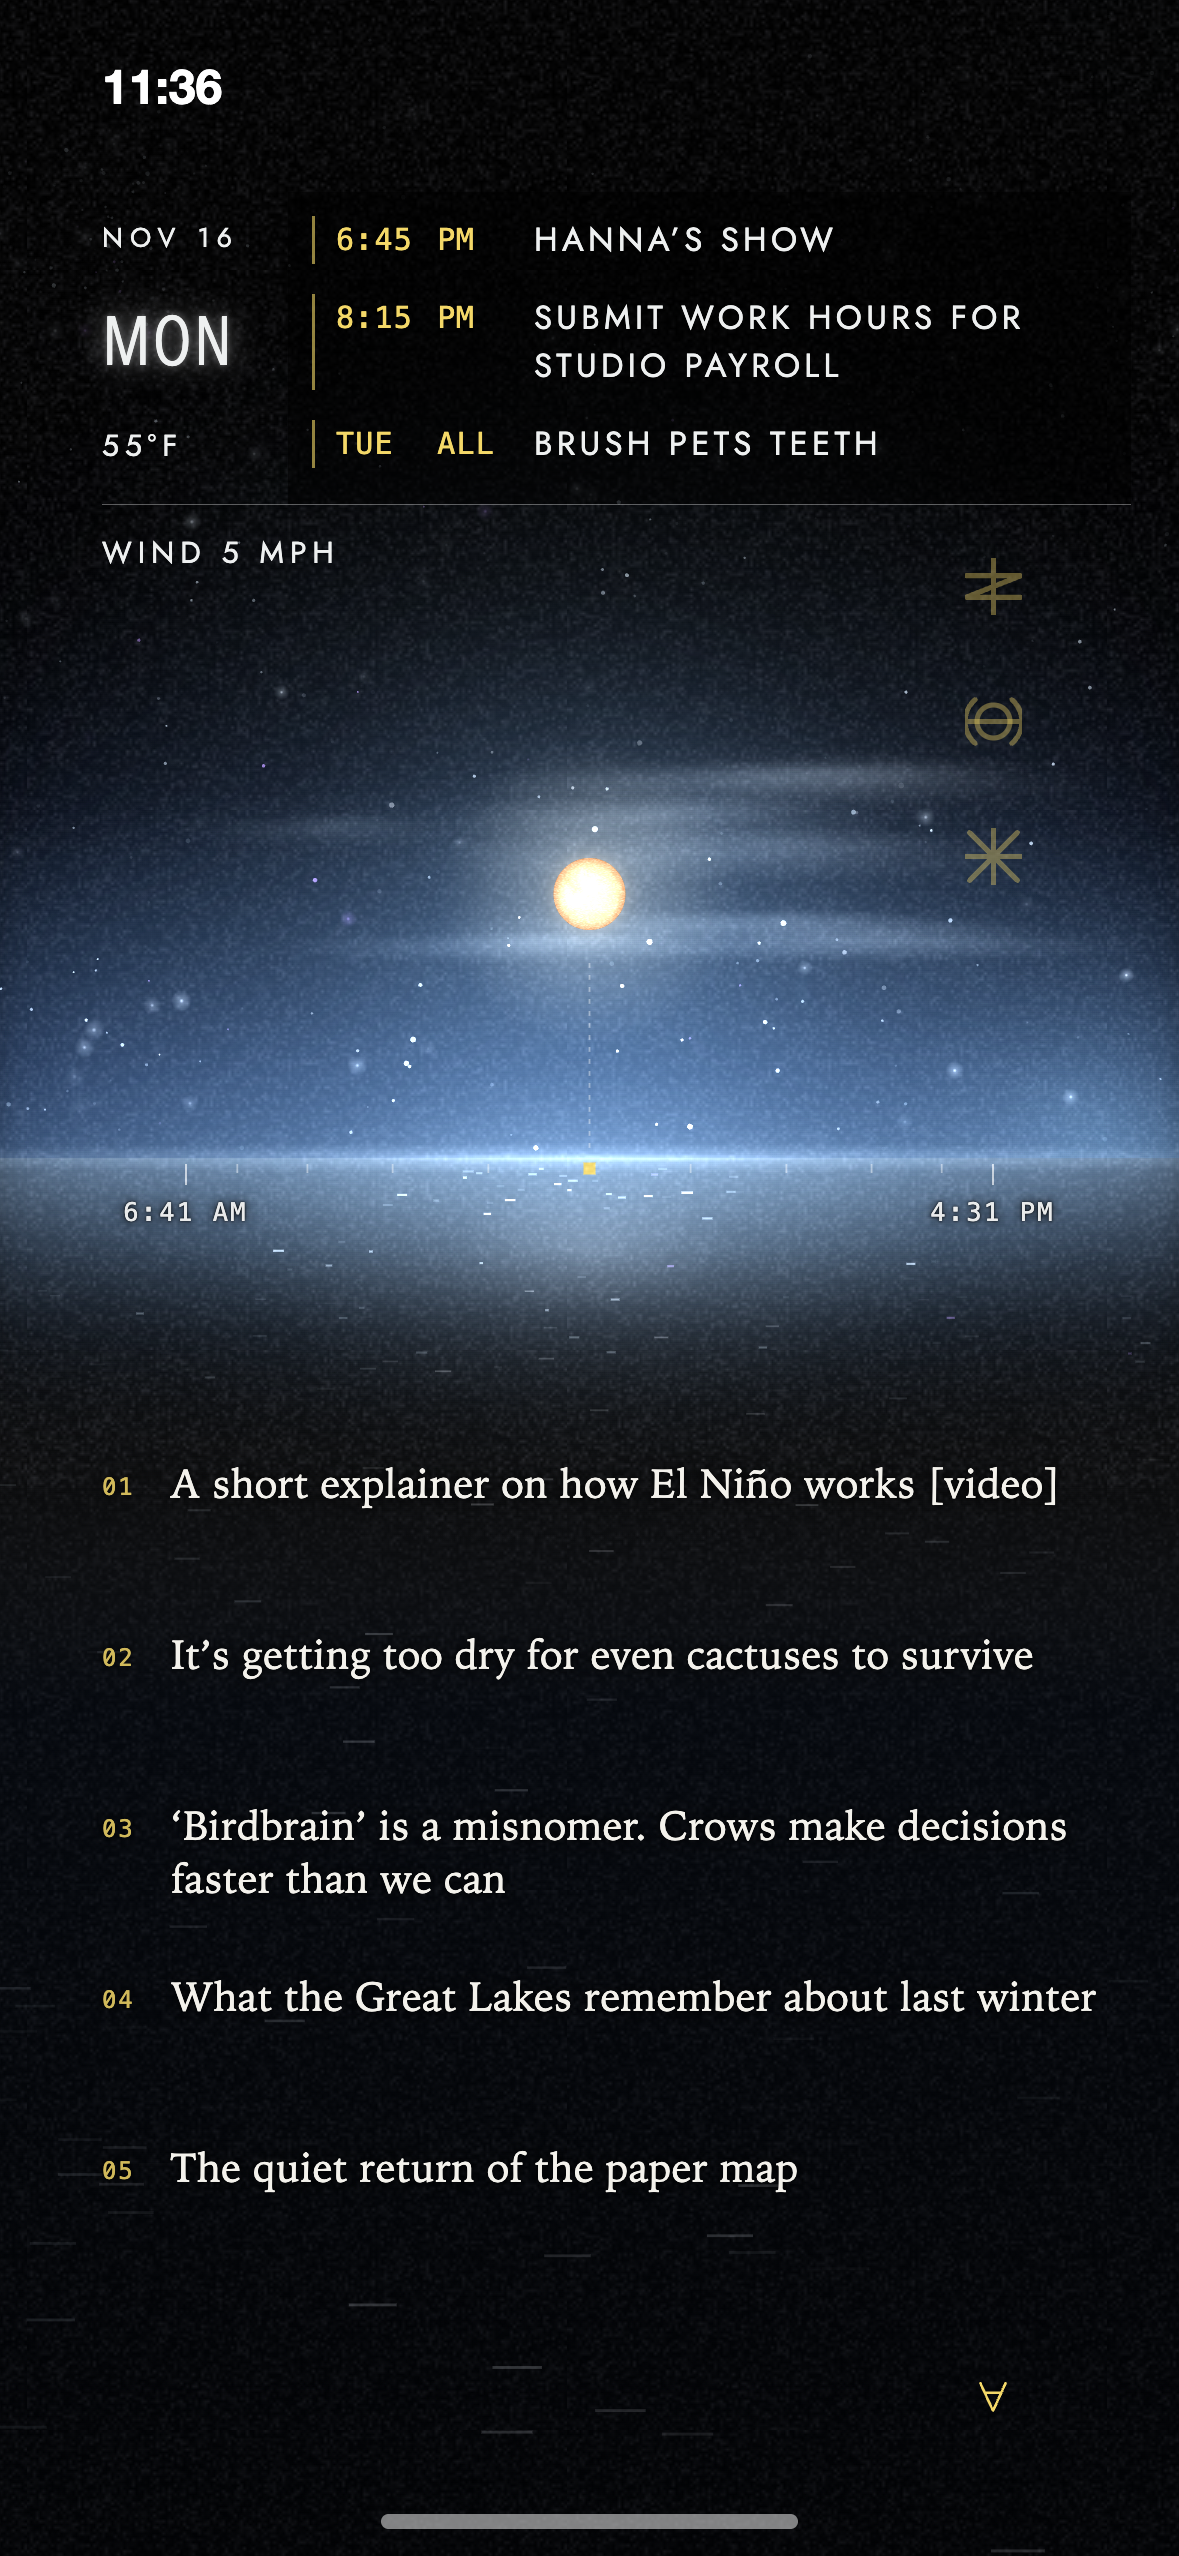 11:36
NOV 16
MON
55°F
6:45 PM HANNA’S SHOW
8:15 PM SUBMIT WORK HOURS FOR
STUDIO PAYROLL
TUE ALL BRUSH PETS TEETH
WIND 5 MPH
6:41 AM
4:31 PM
01 A short explainer on how El Niño works [video]
02 It’s getting too dry for even cactuses to survive
03 ‘Birdbrain’ is a misnomer. Crows make decisions
faster than we can
04 What the Great Lakes remember about last winter
05 The quiet return of the paper map